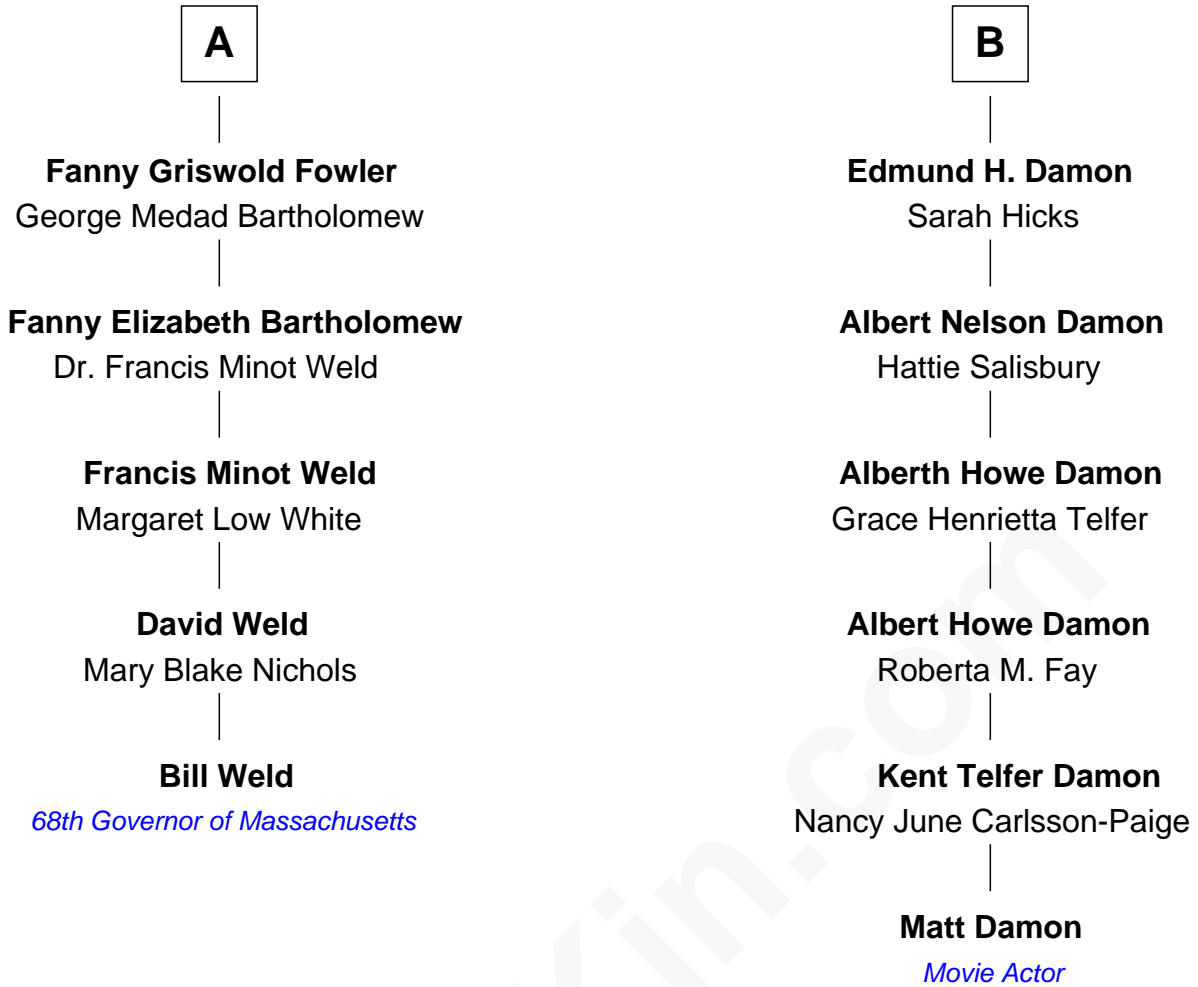 A
Fanny Griswold Fowler
George Medad Bartholomew
Fanny Elizabeth Bartholomew
Dr. Francis Minot Weld
Francis Minot Weld
Margaret Low White
David Weld
Mary Blake Nichols
Bill Weld
68th Governor of Massachusetts
B
Edmund H. Damon
Sarah Hicks
Albert Nelson Damon
Hattie Salisbury
Alberth Howe Damon
Grace Henrietta Telfer
Albert Howe Damon
Roberta M. Fay
Kent Telfer Damon
Nancy June Carlsson-Paige
Matt Damon
Movie Actor
Kin.com